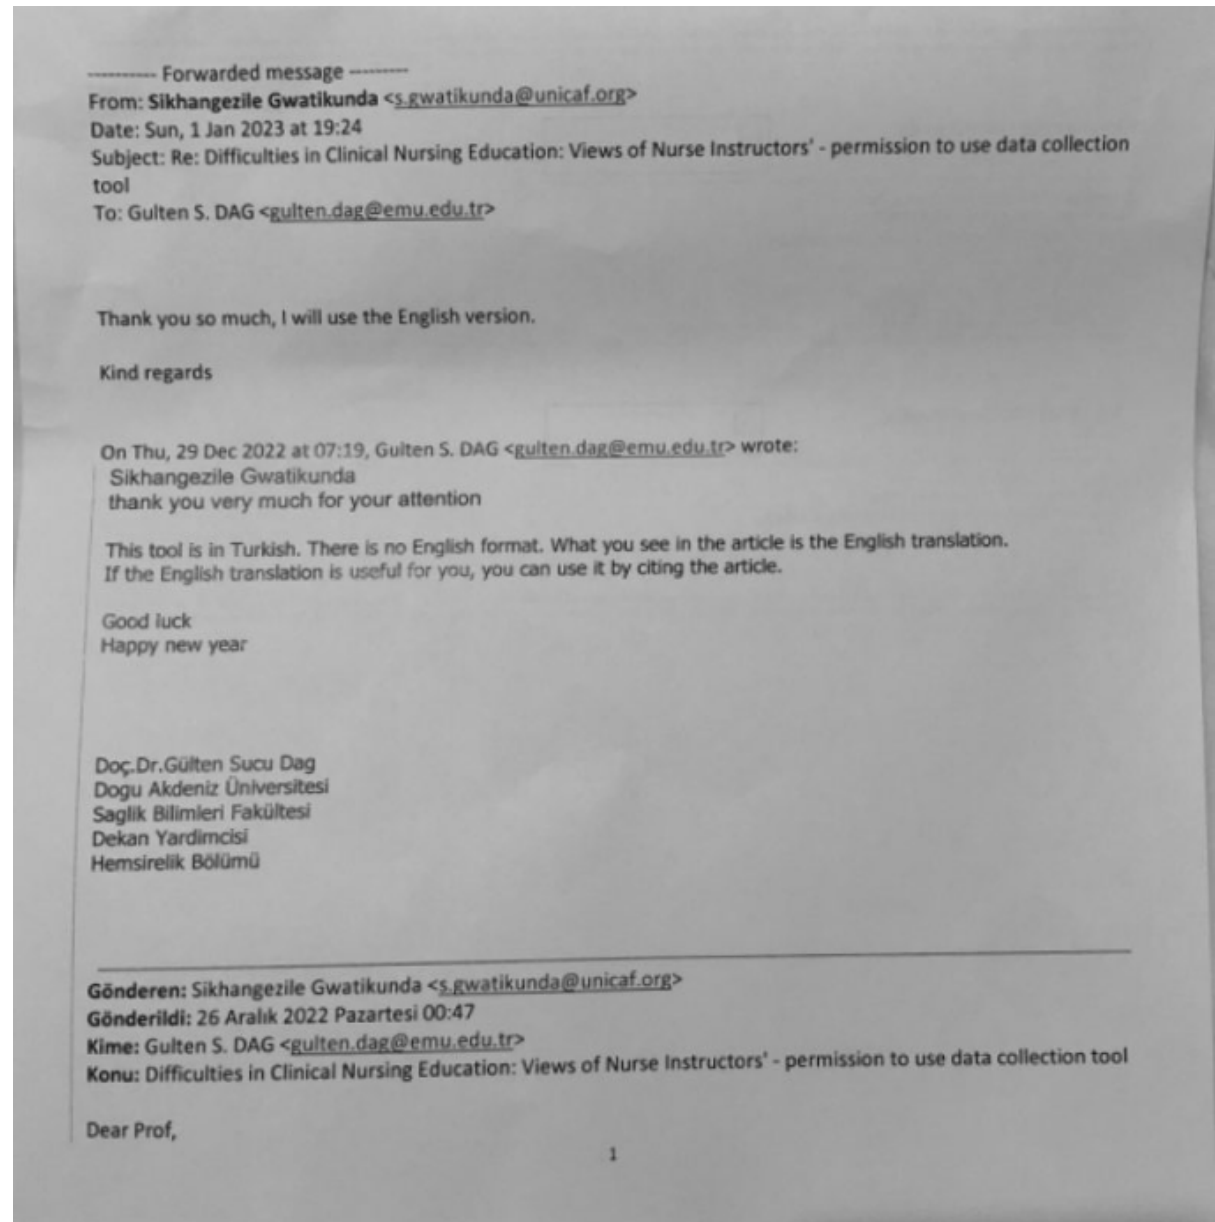 ---------- Forwarded message ---------
From: Sikhangezile Gwatikunda <s.gwatikunda@unicaf.org>
Date: Sun, 1 Jan 2023 at 19:24
Subject: Re: Difficulties in Clinical Nursing Education: Views of Nurse Instructors' - permission to use data collection
tool
To: Gulten S. DAG <gulten.dag@emu.edu.tr>
Thank you so much, I will use the English version.
Kind regards
On Thu, 29 Dec 2022 at 07:19, Gulten S. DAG <gulten.dag@emu.edu.tr> wrote:
Sikhangezile Gwatikunda
thank you very much for your attention
This tool is in Turkish. There is no English format. What you see in the article is the English translation.
If the English translation is useful for you, you can use it by citing the article.
Good luck
Happy new year
Doç.Dr.Gülten Sucu Dag
Dogu Akdeniz Üniversitesi
Saglik Bilimleri Fakültesi
Dekan Yardimcisi
Hemsirelik Bölümü
Gönderen: Sikhangezile Gwatikunda <s.gwatikunda@unicaf.org>
Gönderildi: 26 Aralık 2022 Pazartesi 00:47
Kime: Gulten S. DAG <gulten.dag@emu.edu.tr>
Konu: Difficulties in Clinical Nursing Education: Views of Nurse Instructors' - permission to use data collection tool
Dear Prof,
1